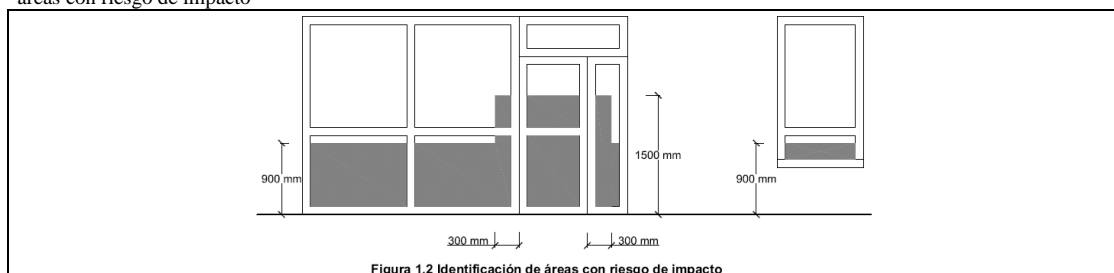 áreas con riesgo de impacto
1500 mm
900 mm
900 mm
300 mm
300 mm
Figura 1.2 Identificación de áreas con riesgo de impacto